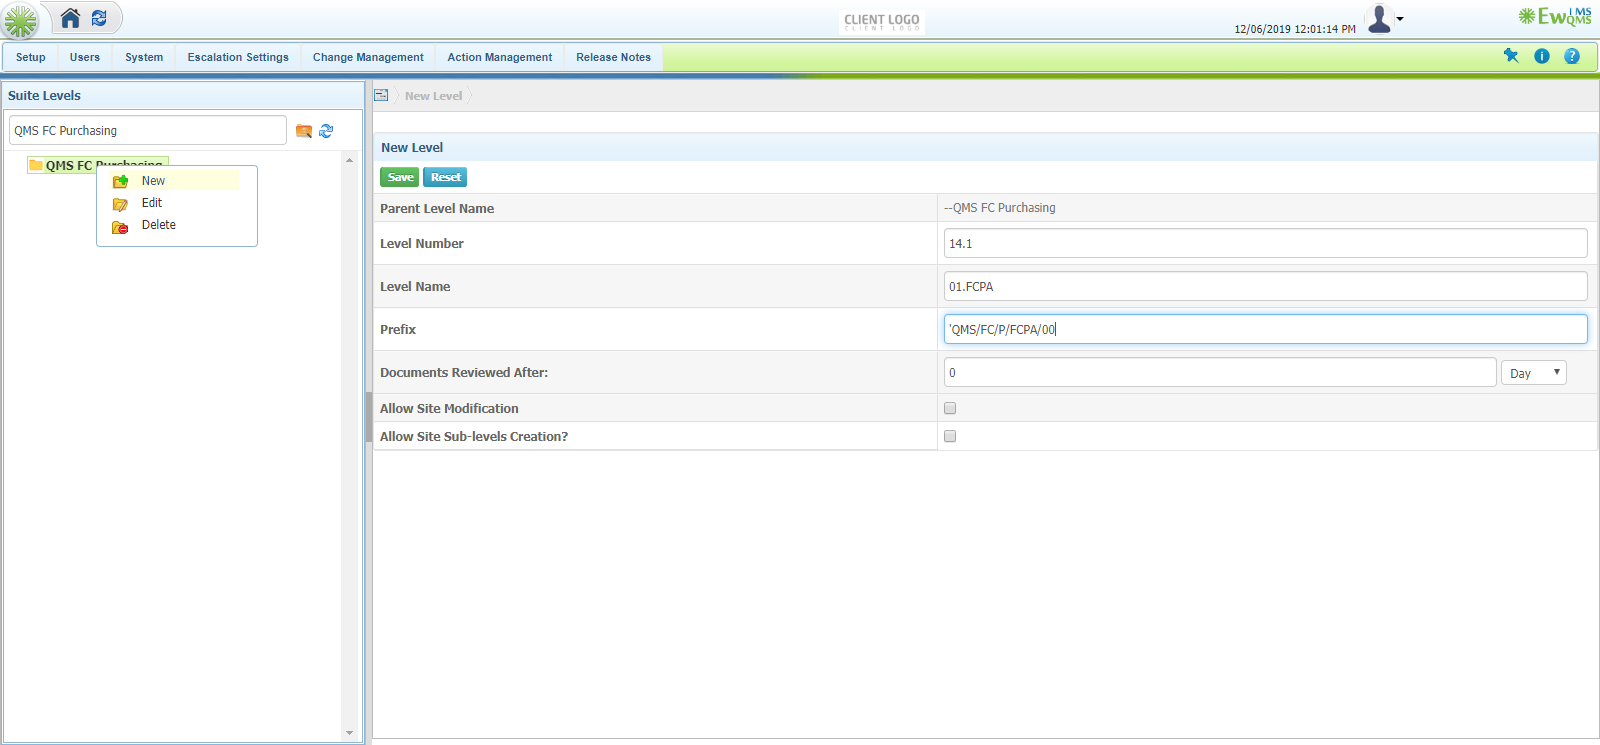 CLIENT LOGO
CLIENT LOGO
12/06/2019 12:01:14 PM
EwQMS
IMS
Setup Users System Escalation Settings Change Management Action Management Release Notes
Suite Levels
QMS FC Purchasing
QMS FC Purchasing
New
Edit
Delete
New Level
New Level
Save Reset
Parent Level Name --QMS FC Purchasing
Level Number 14.1
Level Name 01.FCPA
Prefix 'QMS/FC/P/FCPA/00
Documents Reviewed After: 0 Day
Allow Site Modification
Allow Site Sub-levels Creation?